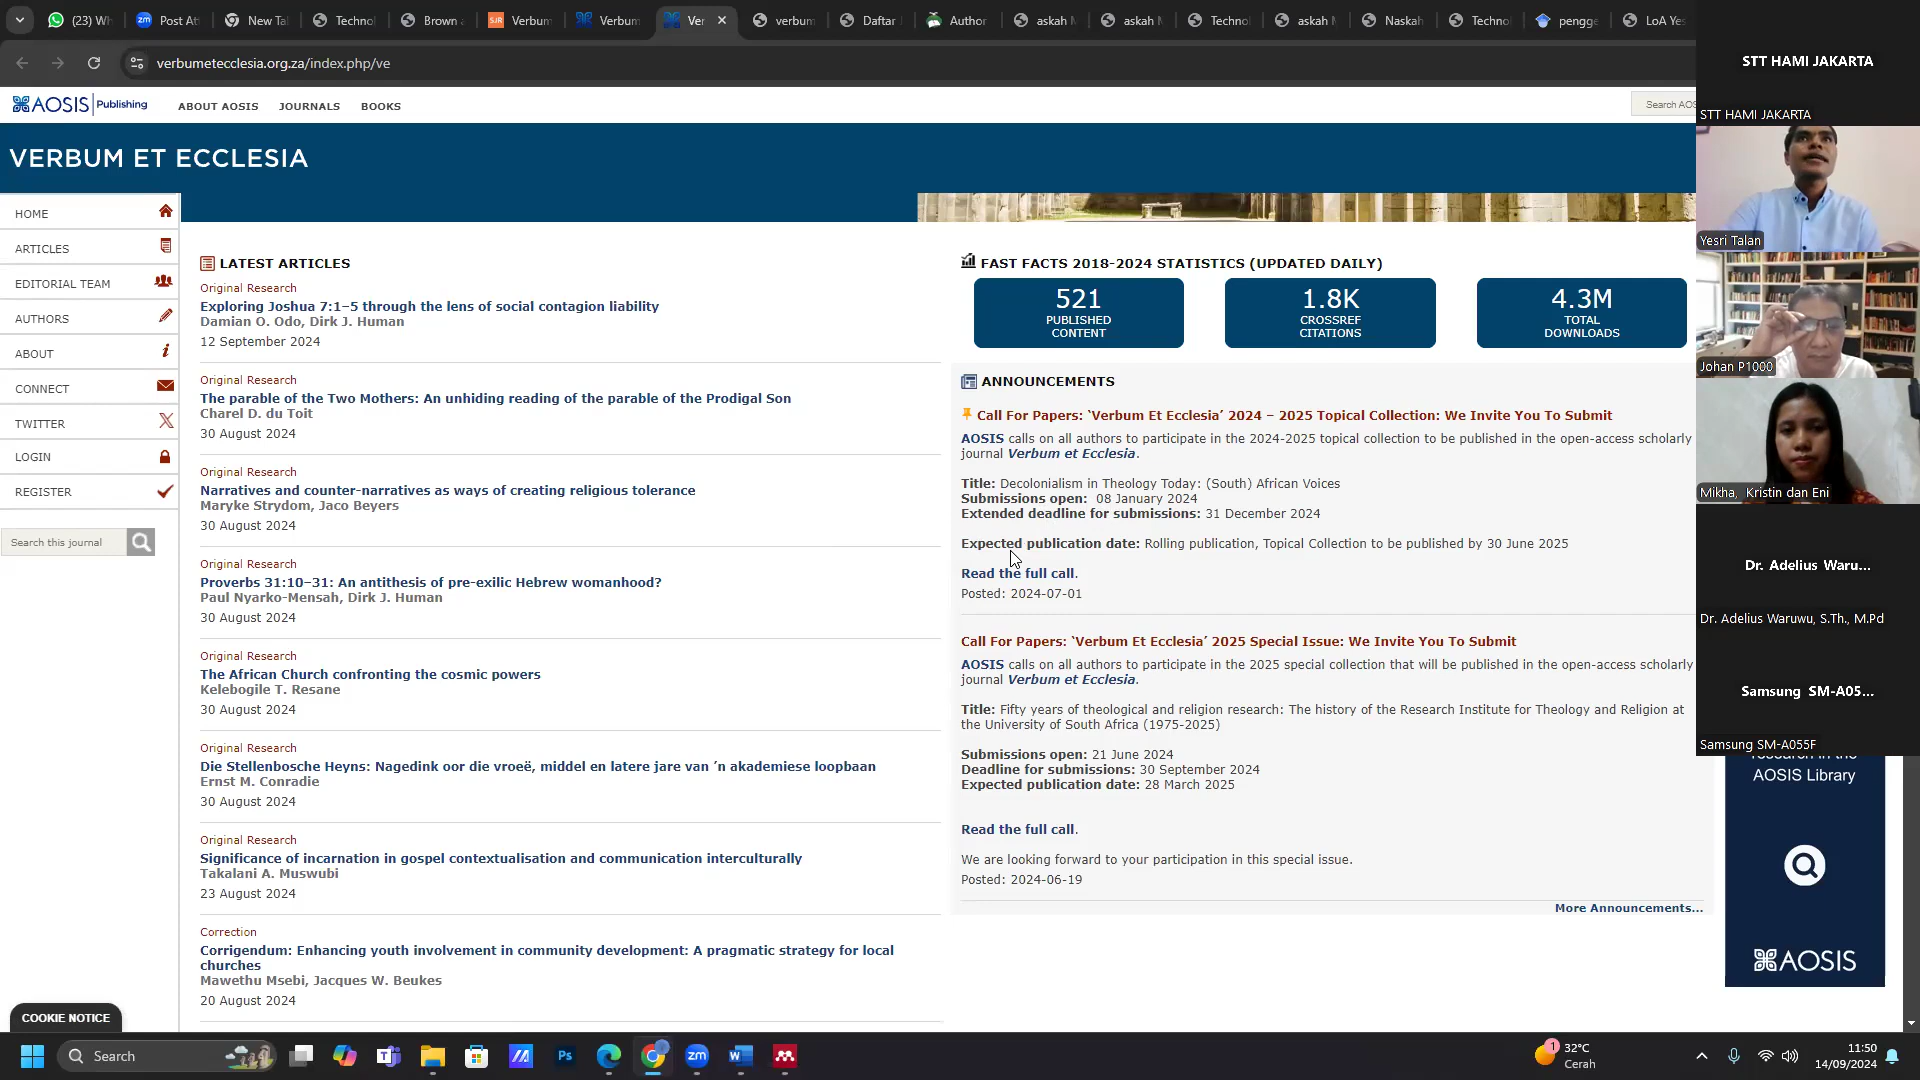 (23) Wh
Post At
New Ta
Technol
Brown a
SJR
Verbum
Verbum
Ver
verbum
Daftar
Author
askah M
askah M
Technol
askah M
Naskah
Technol
pengge
LoA Yes
verbumetecclesia.org.za/index.php/ve
AOSIS Publishing
ABOUT AOSIS
JOURNALS
BOOKS
Search AOS
VERBUM ET ECCLESIA
HOME
ARTICLES
EDITORIAL TEAM
AUTHORS
ABOUT
CONNECT
TWITTER
LOGIN
REGISTER
Search this journal
COOKIE NOTICE
LATEST ARTICLES
Original Research
Exploring Joshua 7:1–5 through the lens of social contagion liability
Damian O. Odo, Dirk J. Human
12 September 2024
Original Research
The parable of the Two Mothers: An unhiding reading of the parable of the Prodigal Son
Charel D. du Toit
30 August 2024
Original Research
Narratives and counter-narratives as ways of creating religious tolerance
Maryke Strydom, Jaco Beyers
30 August 2024
Original Research
Proverbs 31:10–31: An antithesis of pre-exilic Hebrew womanhood?
Paul Nyarko-Mensah, Dirk J. Human
30 August 2024
Original Research
The African Church confronting the cosmic powers
Kelebogile T. Resane
30 August 2024
Original Research
Die Stellenbosche Heyns: Nagedink oor die vroeë, middel en latere jare van 'n akademiese loopbaan
Ernst M. Conradie
30 August 2024
Original Research
Significance of incarnation in gospel contextualisation and communication interculturally
Takalani A. Muswubi
23 August 2024
Correction
Corrigendum: Enhancing youth involvement in community development: A pragmatic strategy for local
churches
Mawethu Msebi, Jacques W. Beukes
20 August 2024
FAST FACTS 2018-2024 STATISTICS (UPDATED DAILY)
521
PUBLISHED
CONTENT
1.8K
CROSSREF
CITATIONS
4.3M
TOTAL
DOWNLOADS
ANNOUNCEMENTS
Call For Papers: ‘Verbum Et Ecclesia’ 2024 – 2025 Topical Collection: We Invite You To Submit
AOSIS calls on all authors to participate in the 2024-2025 topical collection to be published in the open-access scholarly
journal Verbum et Ecclesia.
Title: Decolonialism in Theology Today: (South) African Voices
Submissions open: 08 January 2024
Extended deadline for submissions: 31 December 2024
Expected publication date: Rolling publication, Topical Collection to be published by 30 June 2025
Read the full call.
Posted: 2024-07-01
Call For Papers: ‘Verbum Et Ecclesia’ 2025 Special Issue: We Invite You To Submit
AOSIS calls on all authors to participate in the 2025 special collection that will be published in the open-access scholarly
journal Verbum et Ecclesia.
Title: Fifty years of theological and religion research: The history of the Research Institute for Theology and Religion at
the University of South Africa (1975-2025)
Submissions open: 21 June 2024
Deadline for submissions: 30 September 2024
Expected publication date: 28 March 2025
Read the full call.
We are looking forward to your participation in this special issue.
Posted: 2024-06-19
More Announcements...
STT HAMI JAKARTA
STT HAMI JAKARTA
Yesri Talan
Johan P1000
Mikha, Kristin dan Eni
Dr. Adelius Waru...
Dr. Adelius Waruwu, S.Th., M.Pd
Samsung SM-A05...
Samsung SM-A055F
AOSIS Library
AOSIS
Search
1
32°C
Cerah
11:50
14/09/2024